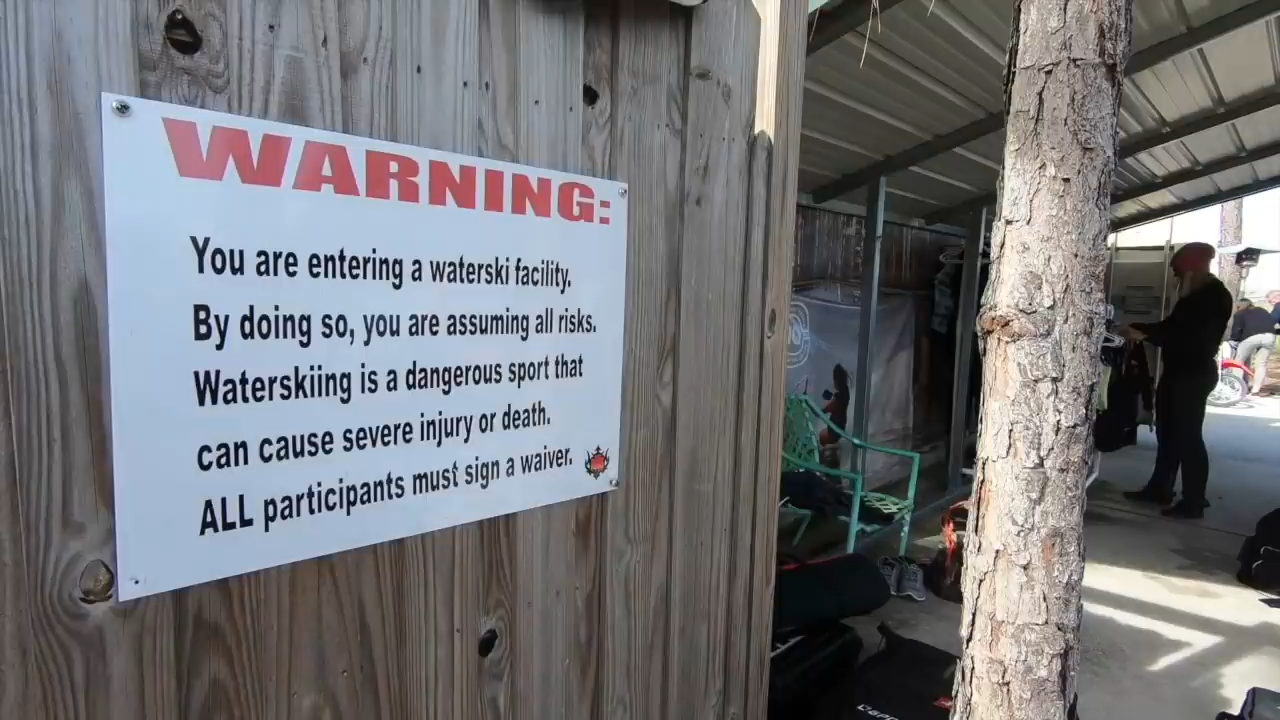 WARNING:
You are entering a waterski facility.
By doing so, you are assuming all risks.
Waterskiing is a dangerous sport that
can cause severe injury or death.
ALL participants must sign a waiver.